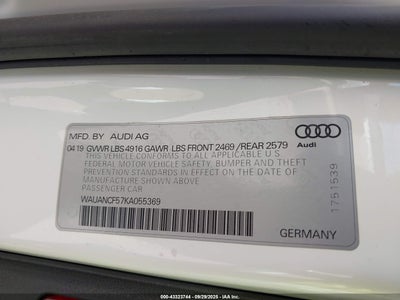 MFD. BY AUDI AG
04 19 GVWR LBS 4916 GAWR LBS FRONT 2469 /REAR 2579
THIS VEHICLE CONFORMS TO ALL APPLICABLE U.S.
FEDERAL MOTOR VEHICLE SAFETY, BUMPER AND THEFT
PREVENTION STANDARDS IN EFFECT ON THE DATE OF
MANUFACTURE SHOWN ABOVE.
PASSENGER CAR
WAUANCF57KA055369
Audi
1751539
GERMANY
©: 43323744 - 09/29/2025 - IAA, Inc.